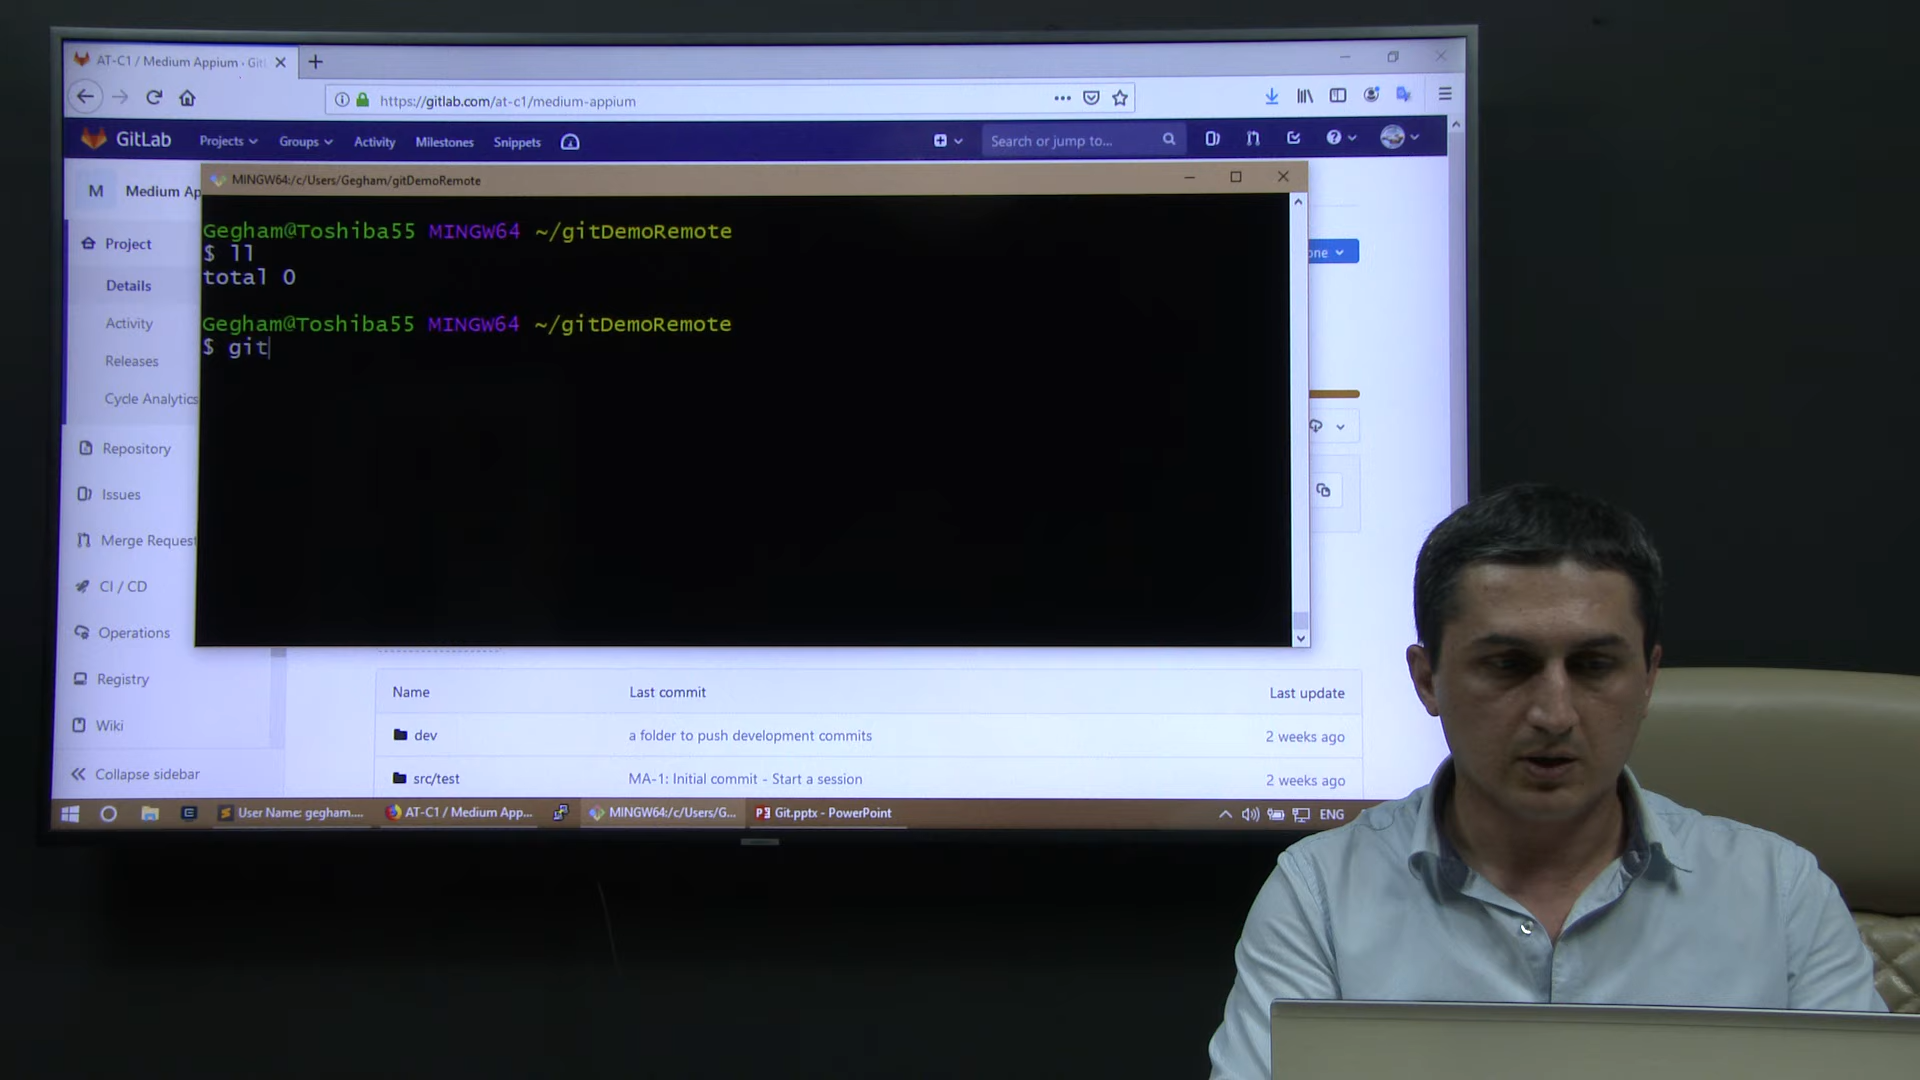 AT-C1 / Medium Appium · Git
https://gitlab.com/at-c1/medium-appium
GitLab
Projects
Groups
Activity
Milestones
Snippets
Search or jump to...
M
Medium Ap
MINGW64:/c/Users/Gegham/gitDemoRemote
Gegham@Toshiba55 MINGW64 ~/gitDemoRemote
$ ll
total 0
Gegham@Toshiba55 MINGW64 ~/gitDemoRemote
$ git
one
Project
Details
Activity
Releases
Cycle Analytics
Repository
Issues
Merge Request
CI / CD
Operations
Registry
Wiki
Collapse sidebar
Name Last commit Last update
dev a folder to push development commits 2 weeks ago
src/test MA-1: Initial commit - Start a session 2 weeks ago
User Name: gegham....
AT-C1 / Medium App...
MINGW64:/c/Users/G...
Git.pptx - PowerPoint
ENG